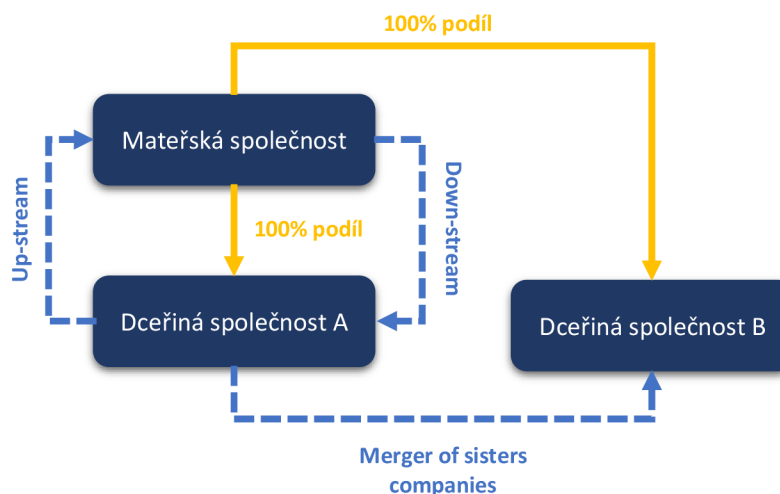 100% podíl
Mateřská společnost
Up-stream
Down-stream
100% podíl
Dceřiná společnost A
Dceřiná společnost B
Merger of sisters
companies